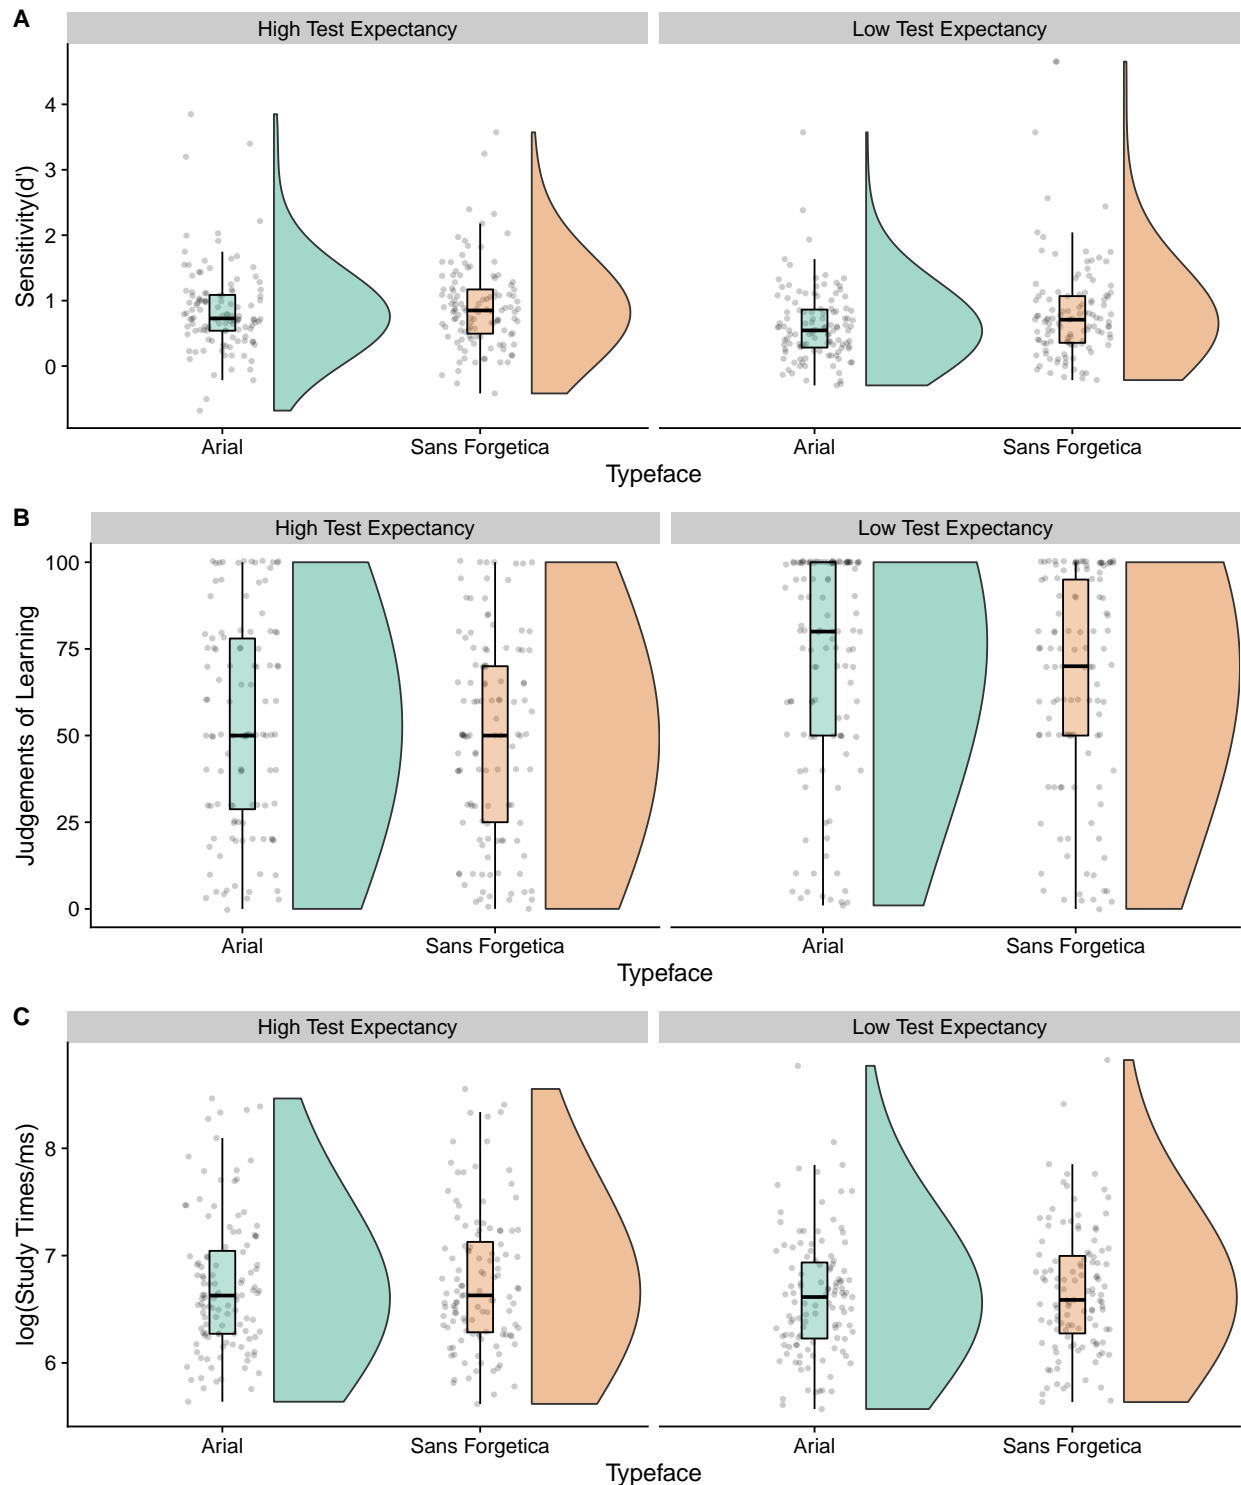 A
High Test Expectancy
Low Test Expectancy
Sensitivity(d')
4
3
2
1
0
Arial
Sans Forgetica
Arial
Sans Forgetica
Typeface
B
High Test Expectancy
Low Test Expectancy
Judgements of Learning
100
75
50
25
0
Arial
Sans Forgetica
Arial
Sans Forgetica
Typeface
C
High Test Expectancy
Low Test Expectancy
log(Study Times/ms)
8
7
6
Arial
Sans Forgetica
Arial
Sans Forgetica
Typeface